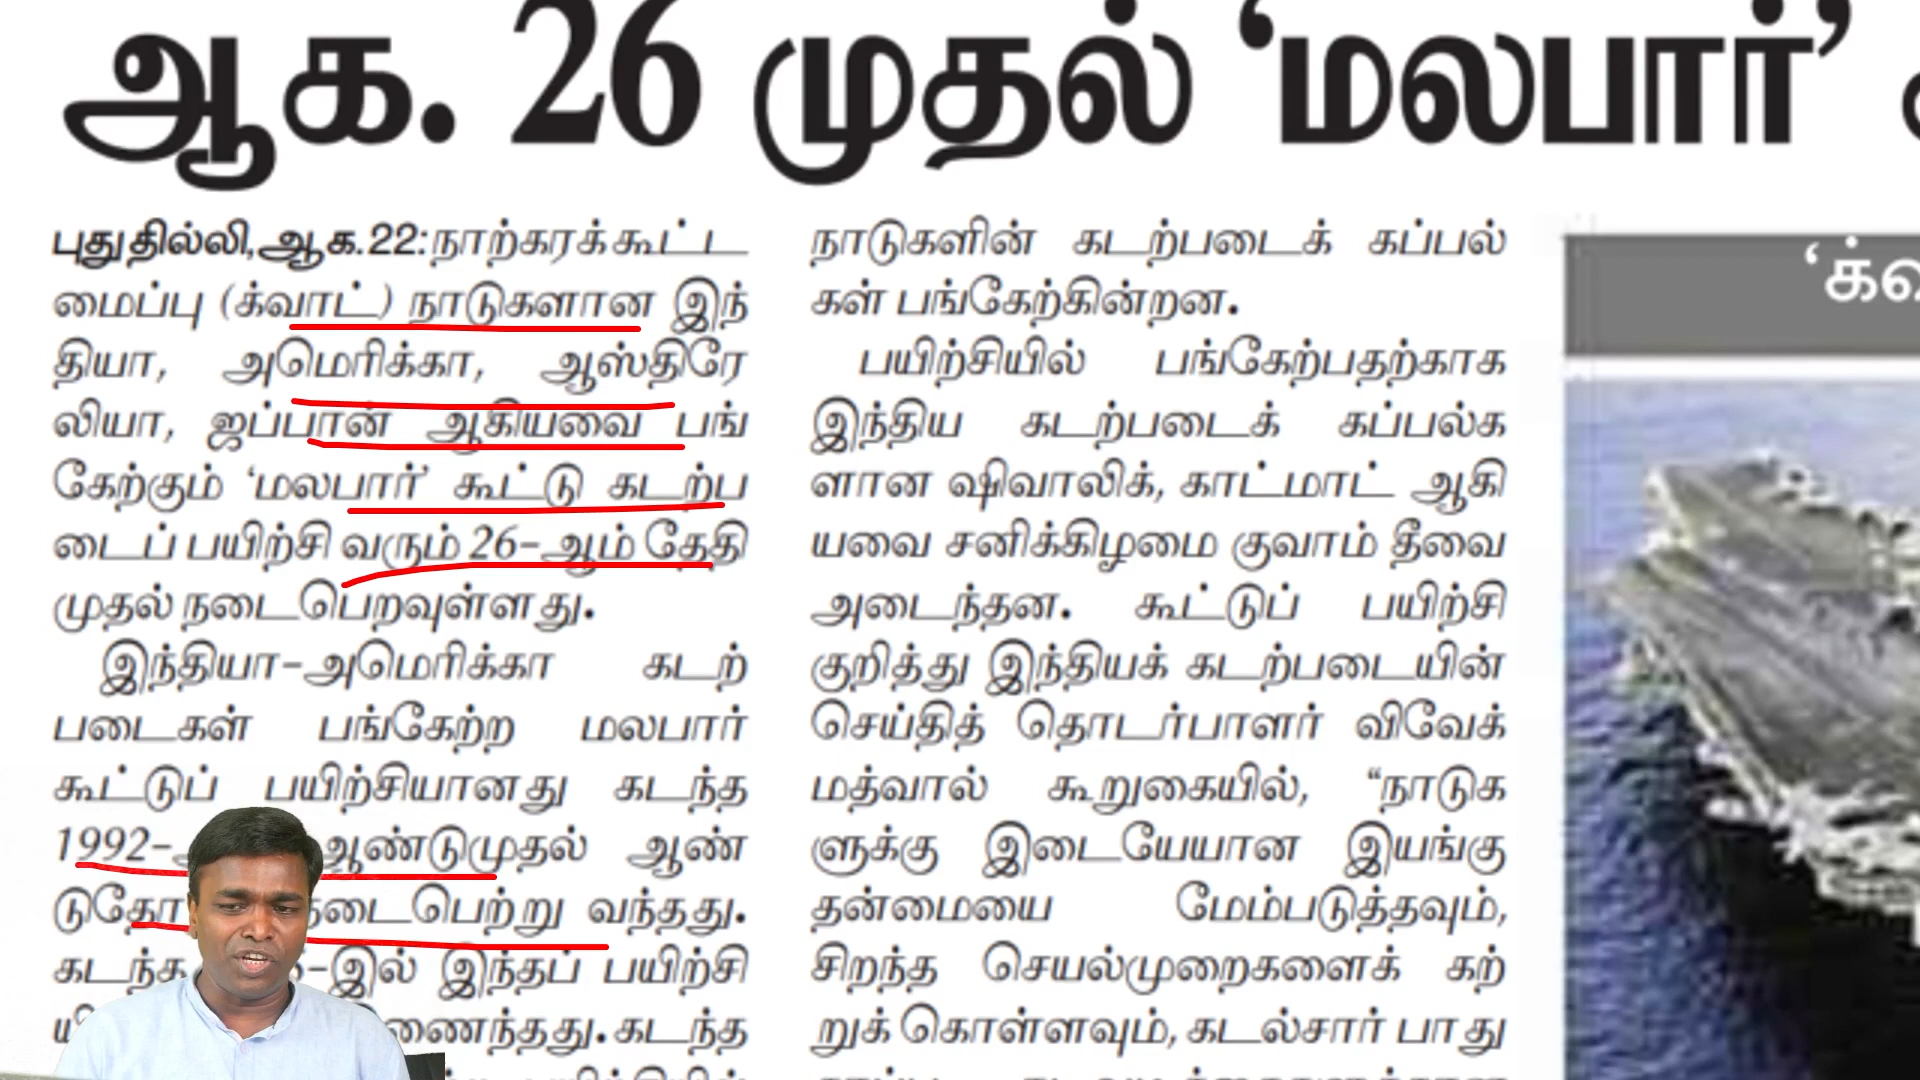 ஆக. 26 முதல் ‘மலபார்’
புதுதில்லி,ஆக.22:நாற்கரக்கூட்ட
மைப்பு (க்வாட்) நாடுகளான இந்
தியா, அமெரிக்கா, ஆஸ்திரே
லியா, ஜப்பான் ஆகியவை பங்
கேற்கும் ‘மலபார்’ கூட்டு கடற்ப
டைப் பயிற்சி வரும் 26-ஆம் தேதி
முதல் நடைபெறவுள்ளது.
இந்தியா-அமெரிக்கா கடற்
படைகள் பங்கேற்ற மலபார்
கூட்டுப் பயிற்சியானது கடந்த
1992- ஆண்டுமுதல் ஆண்
நடைபெற்று வந்தது.
-இல் இந்தப் பயிற்சி
கடந்த
நாடுகளின் கடற்படைக் கப்பல்
கள் பங்கேற்கின்றன.
பயிற்சியில் பங்கேற்பதற்காக
இந்திய கடற்படைக் கப்பல்க
ளான ஷிவாலிக், காட்மாட் ஆகி
யவை சனிக்கிழமை குவாம் தீவை
அடைந்தன. கூட்டுப் பயிற்சி
குறித்து இந்தியக் கடற்படையின்
செய்தித் தொடர்பாளர் விவேக்
மத்வால் கூறுகையில், “நாடுக
ளுக்கு இடையேயான இயங்கு
தன்மையை மேம்படுத்தவும்,
சிறந்த செயல்முறைகளைக் கற்
றுக் கொள்ளவும், கடல்சார் பாது